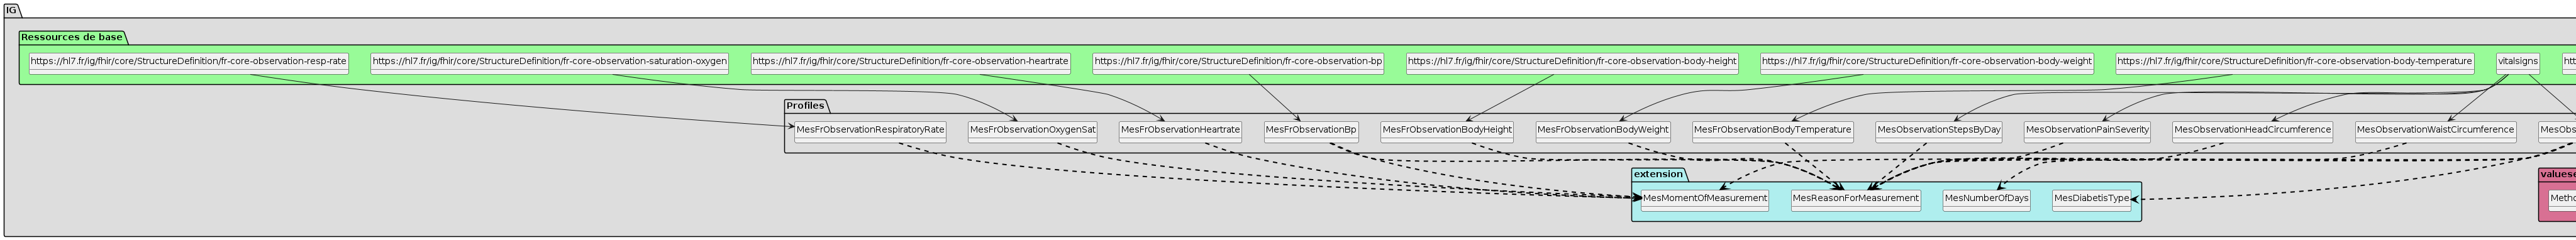 IG
Ressources de base
https://hl7.fr/ig/fhir/core/StructureDefinition/fr-core-observation-resp-rate
https://hl7.fr/ig/fhir/core/StructureDefinition/fr-core-observation-saturation-oxygen
https://hl7.fr/ig/fhir/core/StructureDefinition/fr-core-observation-heartrate
https://hl7.fr/ig/fhir/core/StructureDefinition/fr-core-observation-bp
https://hl7.fr/ig/fhir/core/StructureDefinition/fr-core-observation-body-height
https://hl7.fr/ig/fhir/core/StructureDefinition/fr-core-observation-body-weight
https://hl7.fr/ig/fhir/core/StructureDefinition/fr-core-observation-body-temperature
vitalsigns
Profiles
MesFrObservationRespiratoryRate
MesFrObservationOxygenSat
MesFrObservationHeartrate
MesFrObservationBp
MesFrObservationBodyHeight
MesFrObservationBodyWeight
MesFrObservationBodyTemperature
MesObservationStepsByDay
MesObservationPainSeverity
MesObservationHeadCircumference
MesObservationWaistCircumference
extension
MesMomentOfMeasurement
MesReasonForMeasurement
MesNumberOfDays
MesDiabetisType